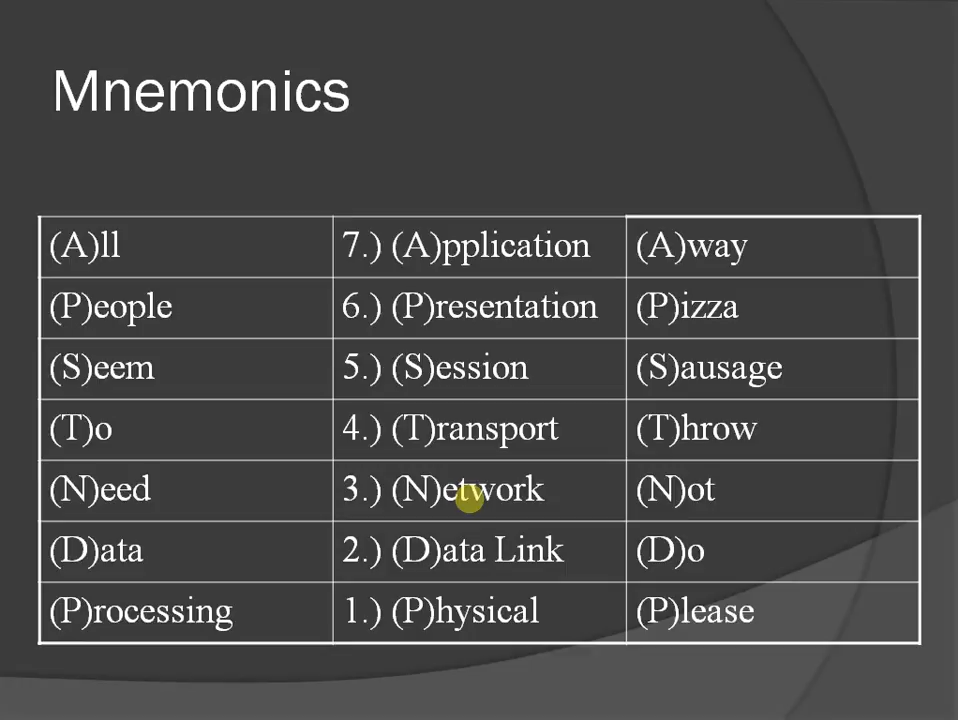 Mnemonics
(A)ll 7.) (A)pplication (A)way
(P)eople 6.) (P)resentation (P)izza
(S)eem 5.) (S)ession (S)ausage
(T)o 4.) (T)ransport (T)hrow
(N)eed 3.) (N)etwork (N)ot
(D)ata 2.) (D)ata Link (D)o
(P)rocessing 1.) (P)hysical (P)lease